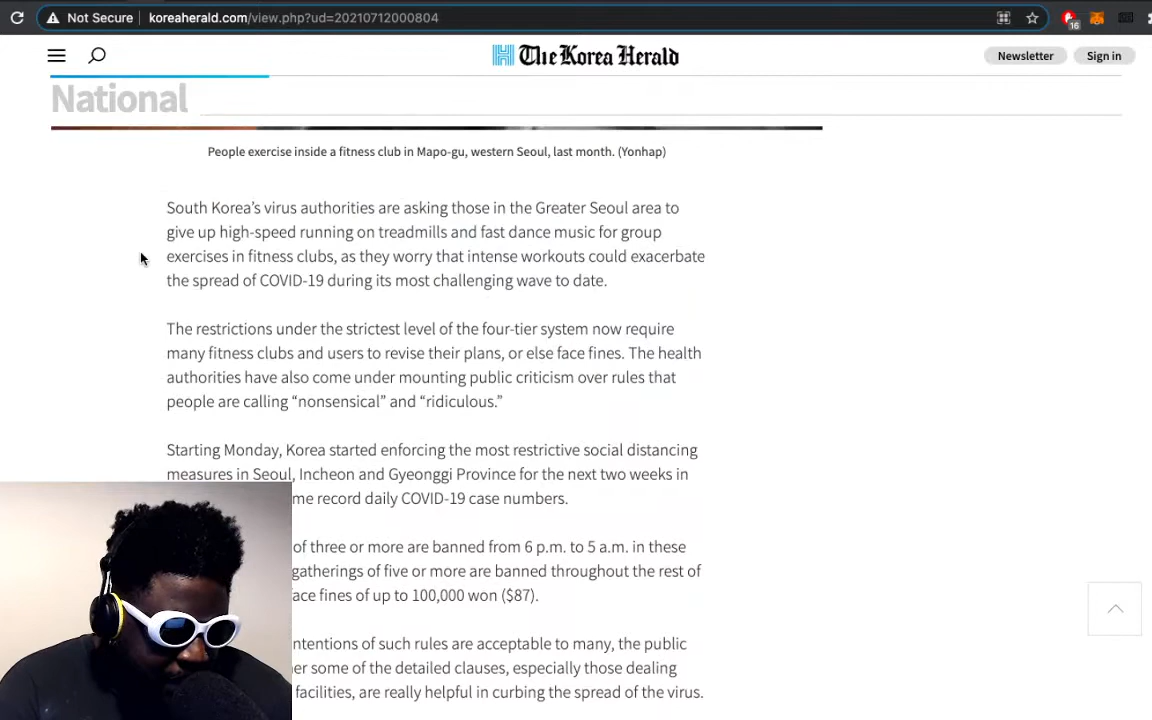 Not Secure koreaherald.com/view.php?ud=20210712000804
16
The Korea Herald
Newsletter Sign in
National
People exercise inside a fitness club in Mapo-gu, western Seoul, last month. (Yonhap)
South Korea’s virus authorities are asking those in the Greater Seoul area to
give up high-speed running on treadmills and fast dance music for group
exercises in fitness clubs, as they worry that intense workouts could exacerbate
the spread of COVID-19 during its most challenging wave to date.
The restrictions under the strictest level of the four-tier system now require
many fitness clubs and users to revise their plans, or else face fines. The health
authorities have also come under mounting public criticism over rules that
people are calling “nonsensical” and “ridiculous.”
Starting Monday, Korea started enforcing the most restrictive social distancing
measures in Seoul, Incheon and Gyeonggi Province for the next two weeks in
me record daily COVID-19 case numbers.
of three or more are banned from 6 p.m. to 5 a.m. in these
gatherings of five or more are banned throughout the rest of
ace fines of up to 100,000 won ($87).
ntentions of such rules are acceptable to many, the public
er some of the detailed clauses, especially those dealing
facilities, are really helpful in curbing the spread of the virus.